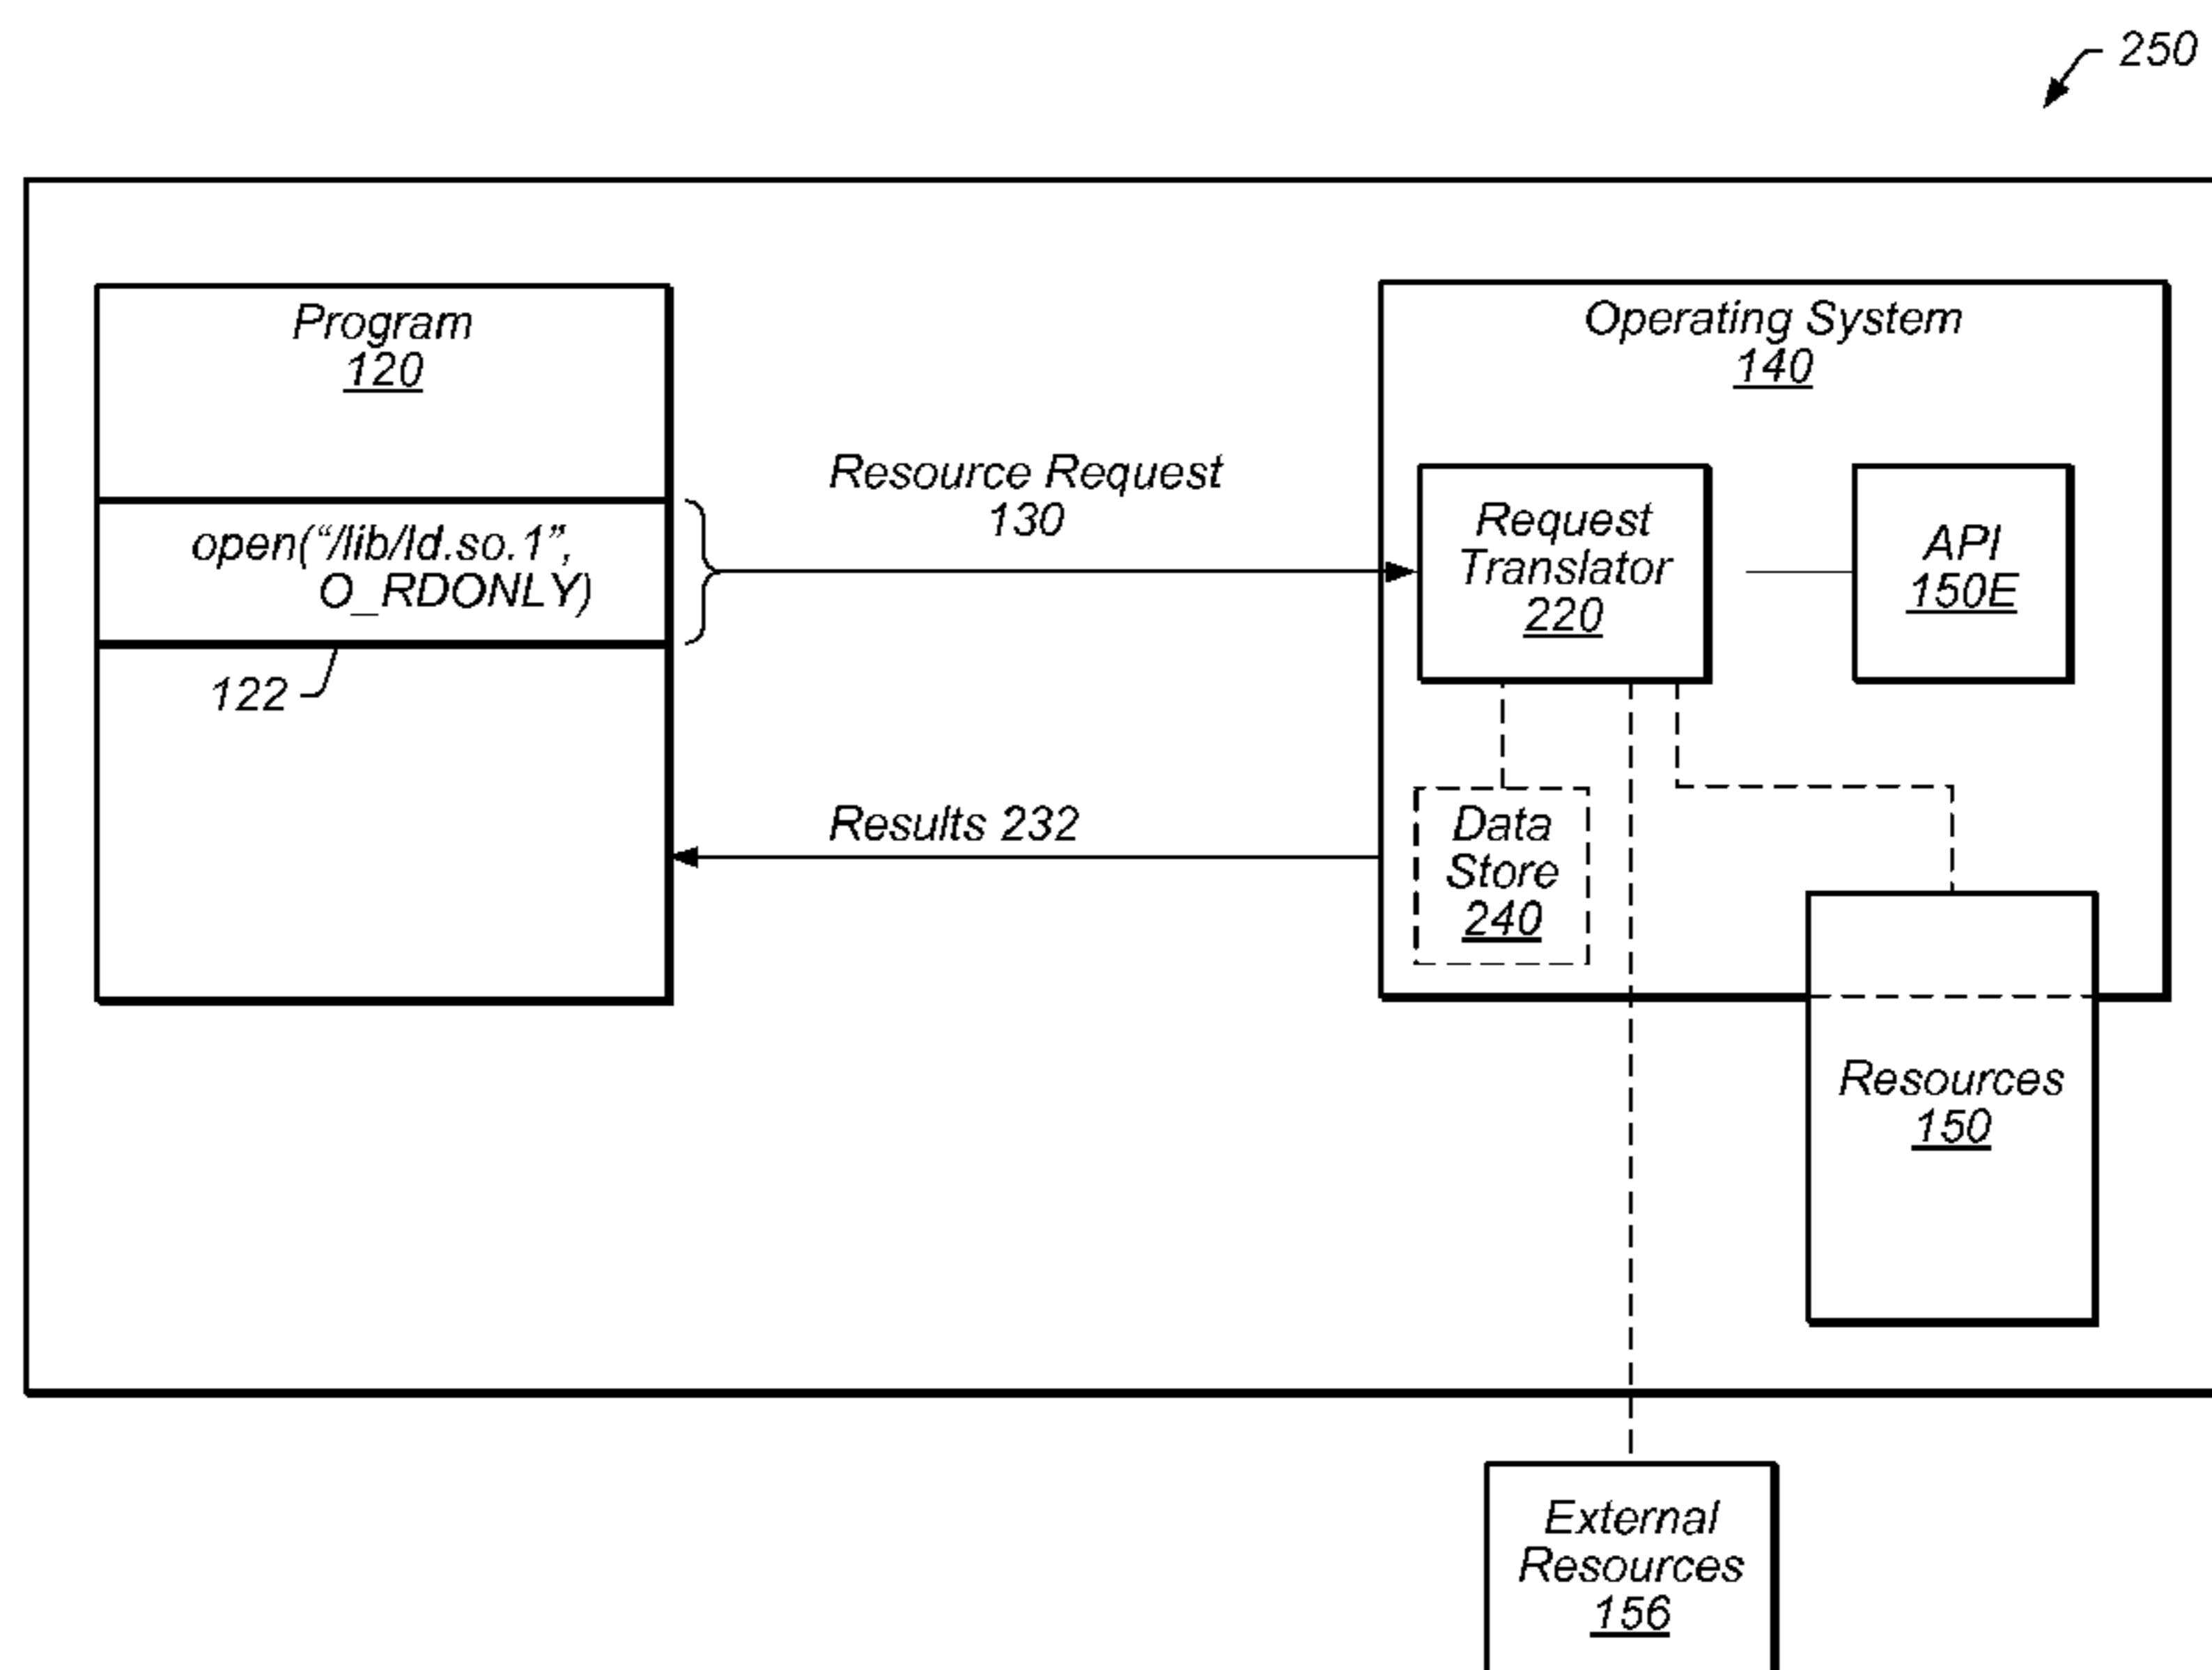 250
Program
120
open(“/lib/ld.so.1”,
O_RDONLY)
122
Resource Request
130
Results 232
Operating System
140
Request
Translator
220
API
150E
Data
Store
240
Resources
150
External
Resources
156